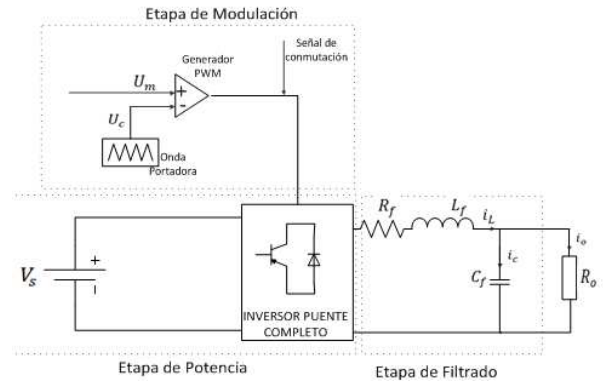 Etapa de Modulación
Señal de
conmutación
Generador
PWM
U_m
+
-
U_c
Onda
Portadora
R_f
L_f
i_L
i_o
i_c
V_s
+
-
C_f
R_o
INVERSOR PUENTE
COMPLETO
Etapa de Potencia
Etapa de Filtrado